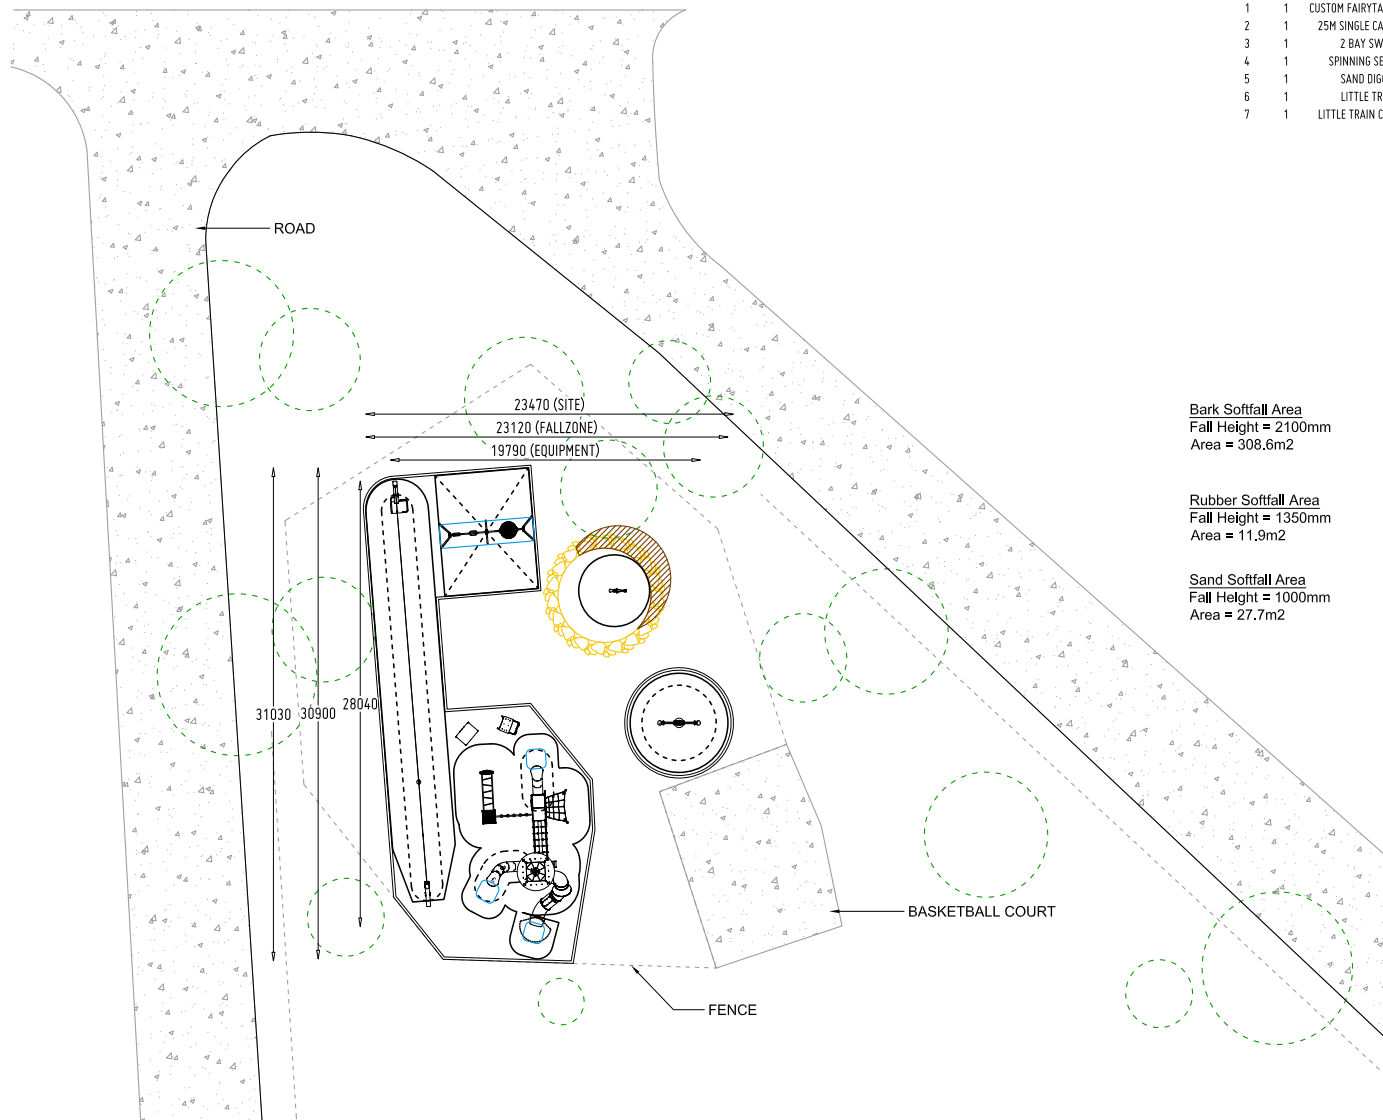 1 1 CUSTOM FAIRYTA
2 1 25M SINGLE CA
3 1 2 BAY SW
4 1 SPINNING SE
5 1 SAND DIG
6 1 LITTLE TR
7 1 LITTLE TRAIN C
ROAD
23470 (SITE)
23120 (FALLZONE)
19790 (EQUIPMENT)
Bark Softfall Area
Fall Height = 2100mm
Area = 308.6m2
Rubber Softfall Area
Fall Height = 1350mm
Area = 11.9m2
Sand Softfall Area
Fall Height = 1000mm
Area = 27.7m2
31030 30900 28040
BASKETBALL COURT
FENCE